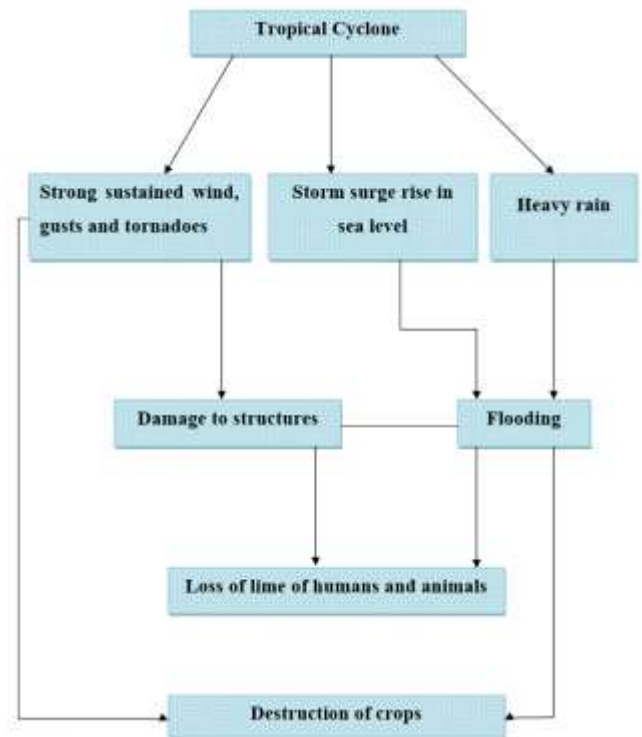 Tropical Cyclone
Strong sustained wind,
gusts and tornadoes
Storm surge rise in
sea level
Heavy rain
Damage to structures
Flooding
Loss of lime of humans and animals
Destruction of crops